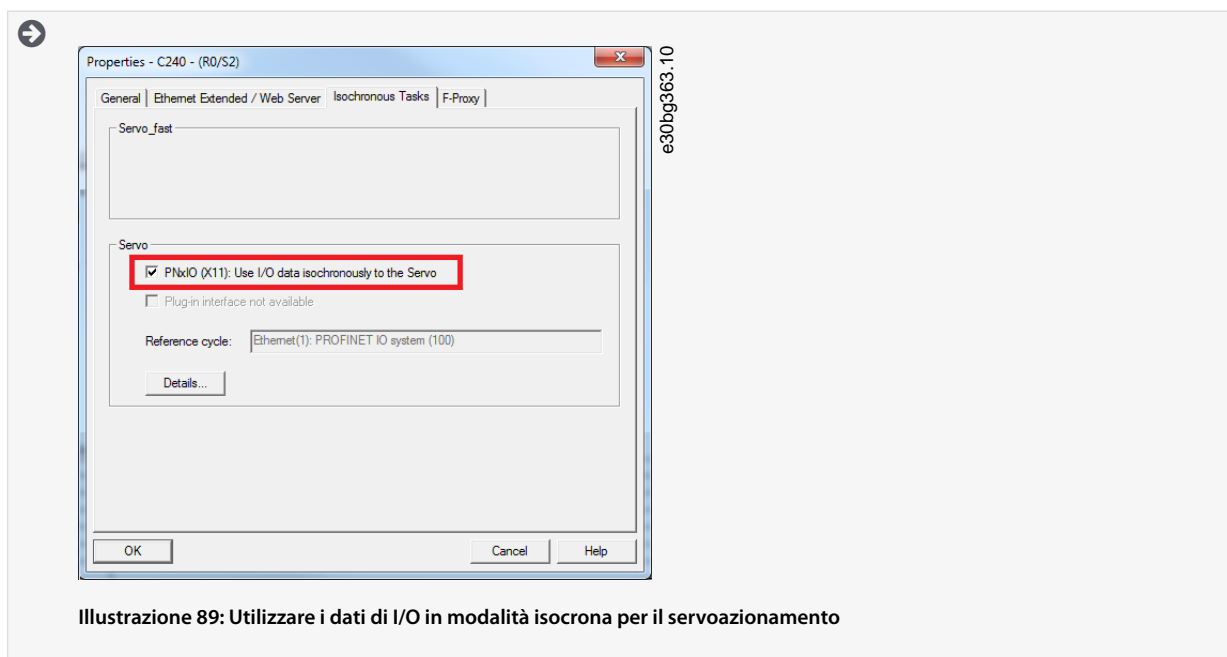 Properties - C240 - (R0/S2)
General
Ethernet Extended / Web Server
Isochronous Tasks
F-Proxy
Servo_fast
Servo
PNxIO (X11): Use I/O data isochronously to the Servo
Plug-in interface not available
Reference cycle: Ethernet(1): PROFINET IO system (100)
Details...
OK Cancel Help
e30bg363.10
Illustrazione 89: Utilizzare i dati di I/O in modalità isocrona per il servoazionamento